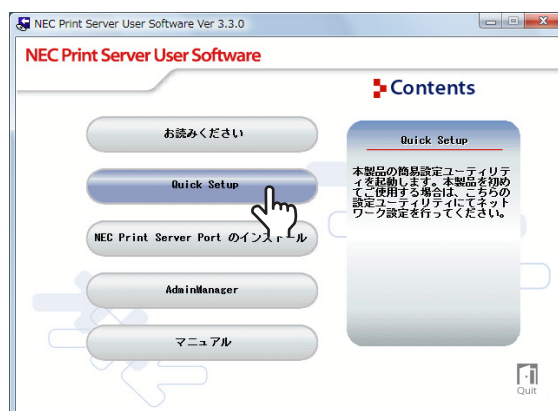 NEC Print Server User Software Ver 3.3.0
NEC Print Server User Software
Contents
お読みください
Quick Setup
NEC Print Server Port のインストール
AdminManager
マニュアル
Quick Setup
本製品の簡易設定ユーティリテ
ィを起動します。本製品を初め
てご使用する場合は、こちらの
設定ユーティリティにてネット
ワーク設定を行ってください。
Quit